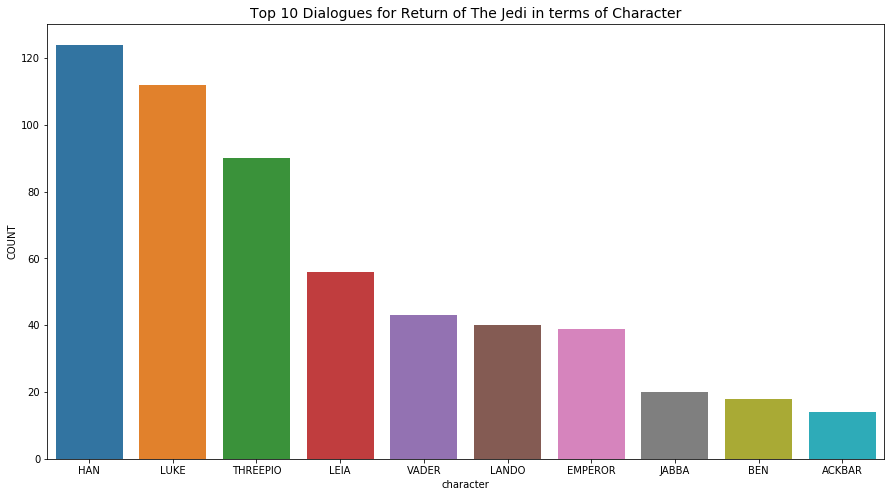 Top 10 Dialogues for Return of The Jedi in terms of Character
120
100
80
60
40
20
0
COUNT
HAN LUKE THREEPIO LEIA VADER LANDO EMPEROR JABBA BEN ACKBAR
character